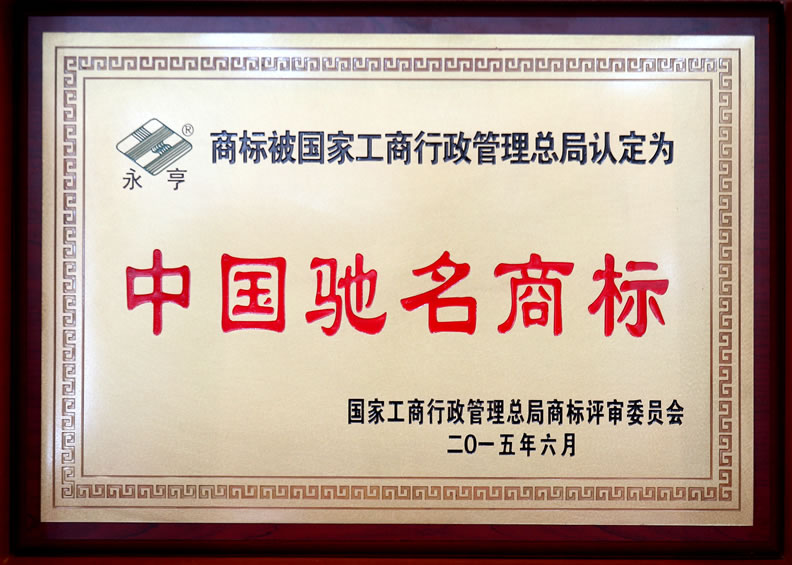 ® 商标被国家工商行政管理总局认定为
永亨
中国驰名商标
国家工商行政管理总局商标评审委员会
二〇一五年六月